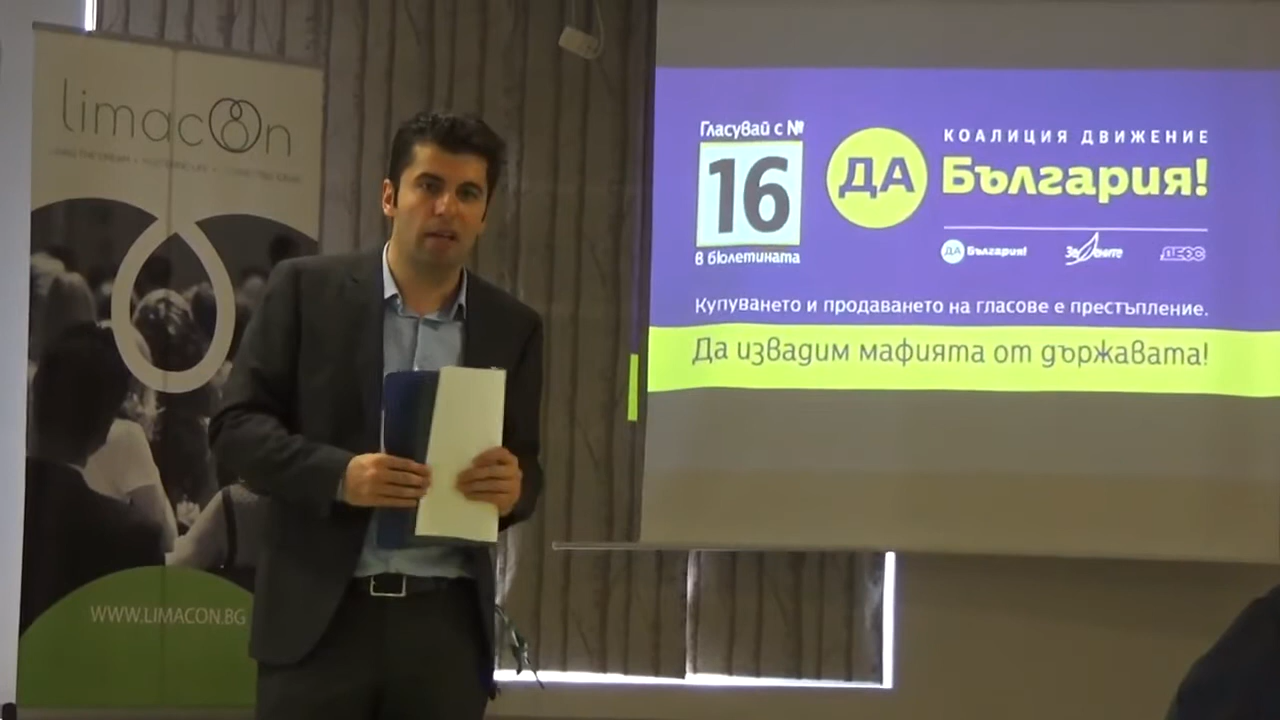 limacon
WWW.LIMACON.BG
Гласувай с №
16
в бюлетината
ДА
КОАЛИЦИЯ ДВИЖЕНИЕ
България!
ДА България!
Зелените
ДЕОС
Купуването и продаването на гласове е престъпление.
Да извадим мафията от държавата!